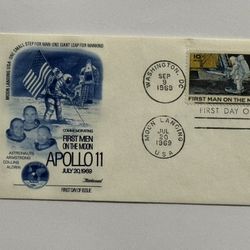 MOON LANDING USA ONE SMALL STEP FOR MAN ONE GIANT LEAP FOR MANKIND
COMMEMORATING
FIRST MEN
ON THE MOON
APOLLO 11
JULY 20, 1969
ASTRONAUTS
ARMSTRONG
COLLINS
ALDRIN
FIRST DAY OF ISSUE
WASHINGTON, DC
SEP
9
1969
MOON LANDING
JUL
20
1969
USA
10
FIRST MAN ON THE M
FIRST DAY OF